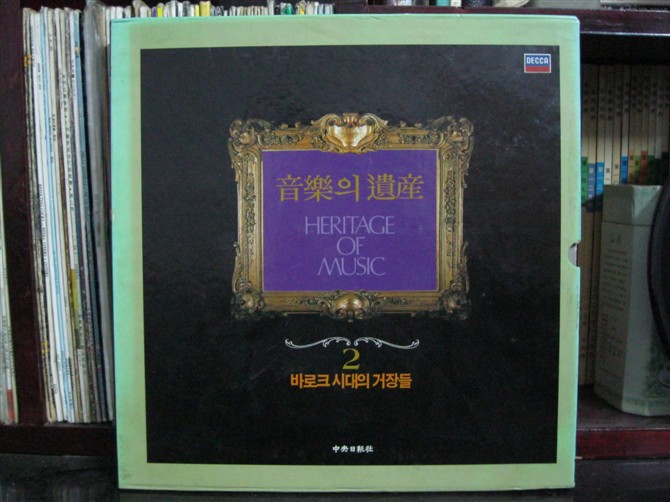 DECCA
音樂의 遺産
HERITAGE
OF
MUSIC
2
바로크 시대의 거장들
中央日報社